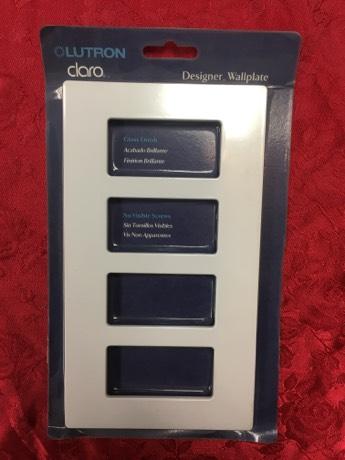 LUTRON
claro
Designer Wallplate
Gloss Finish
Acabado Brillante
Finition Brillante
No Visible Screws
Sin Tornillos Visibles
Vis Non Apparentes